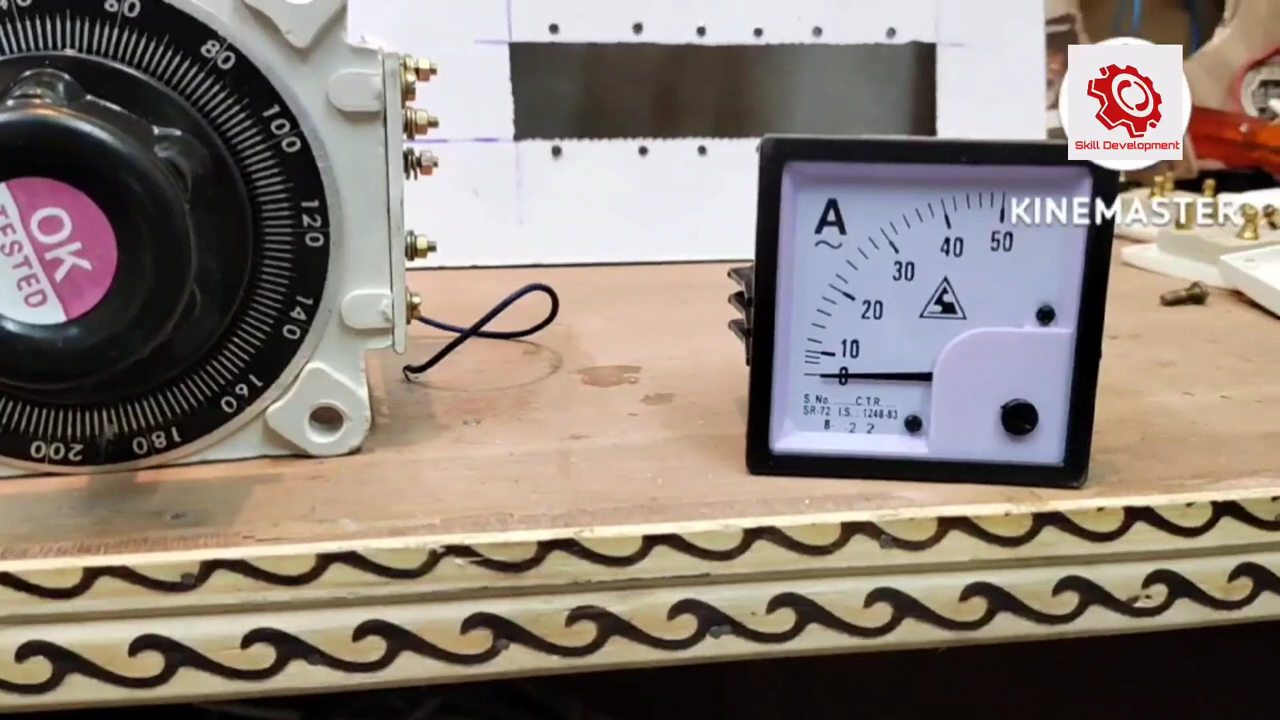 60
80
100
120
140
160
180
200
OK
TESTED
Skill Development
KINEMASTER
A
~
50
40
30
20
10
0
S. No. ...... C.T.R. ...
SR-72 I.S. : 1248-83